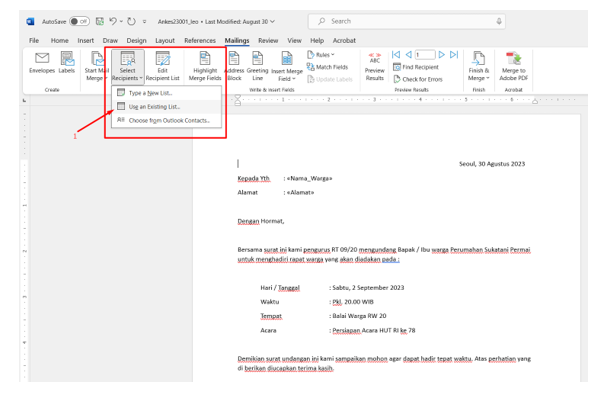 AutoSave Off Ankes23001_leo • Last Modified: August 30 Search
File Home Insert Draw Design Layout References Mailings Review View Help Acrobat
Envelopes Labels Start Mail Merge Select Recipients Edit Recipient List Highlight Merge Fields Address Block Greeting Line Insert Merge Field Rules Match Fields Update Labels ABC Preview Results 1 Find Recipient Check for Errors Finish & Merge Merge to Adobe PDF
Create Write & Insert Fields Preview Results Finish Acrobat
Type a New List...
Use an Existing List...
Choose from Outlook Contacts...
1
Seoul, 30 Agustus 2023
Kepada Yth : «Nama_Warga»
Alamat : «Alamat»
Dengan Hormat,
Bersama surat ini kami pengurus RT 09/20 mengundang Bapak / Ibu warga Perumahan Sukatani Permai
untuk menghadiri rapat warga yang akan diadakan pada :
Hari / Tanggal : Sabtu, 2 September 2023
Waktu : Pkl. 20.00 WIB
Tempat : Balai Warga RW 20
Acara : Persiapan Acara HUT RI ke 78
Demikian surat undangan ini kami sampaikan mohon agar dapat hadir tepat waktu. Atas perhatian yang
di berikan diucapkan terima kasih.